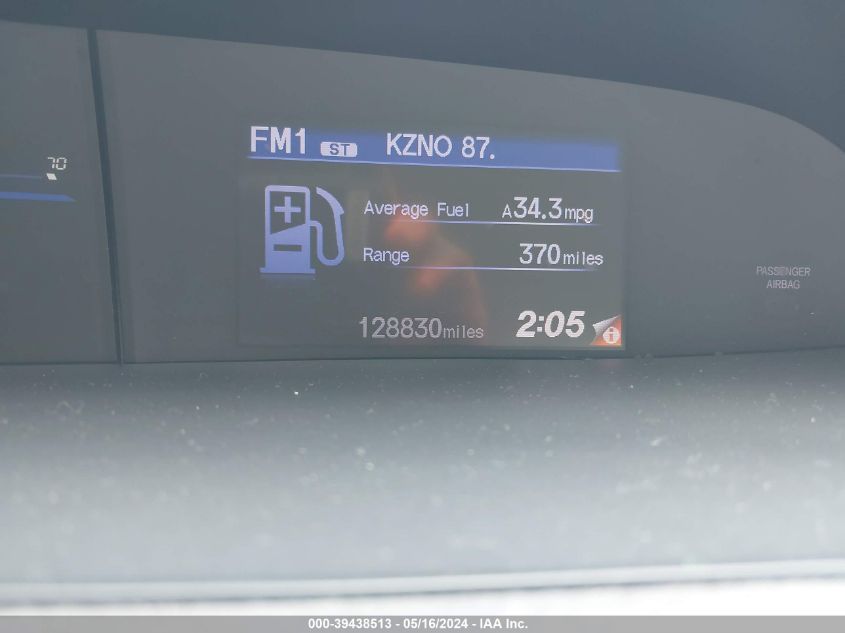 70
FM1 ST KZNO 87.
Average Fuel A34.3mpg
Range 370miles
PASSENGER
AIRBAG
128830miles 2:05
000-39438513 - 05/16/2024 - IAA Inc.